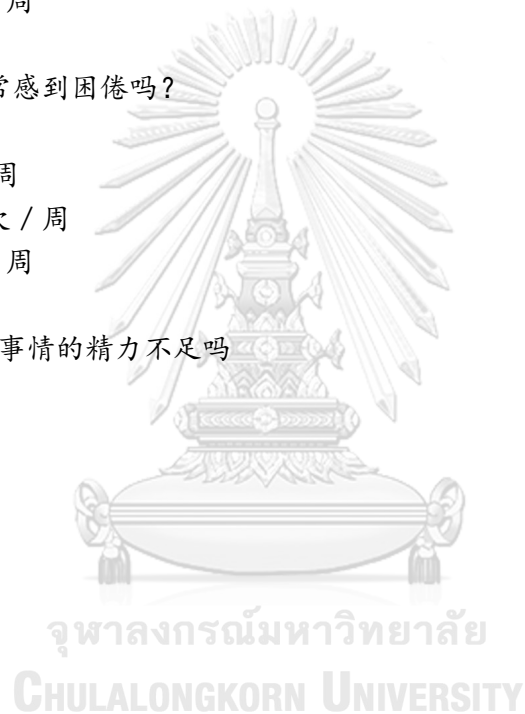 周
常感到困倦吗？
周
次 / 周
/ 周
事情的精力不足吗
จุฬาลงกรณ์มหาวิทยาลัย
CHULALONGKORN UNIVERSITY